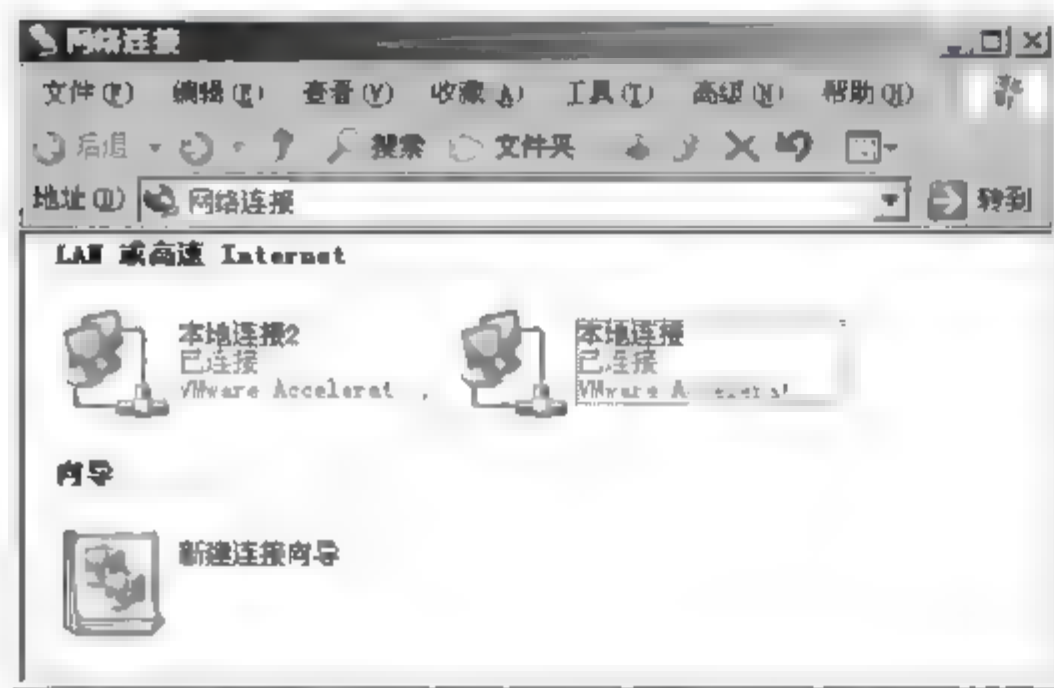 网络连接
文件(F) 编辑(E) 查看(V) 收藏(A) 工具(T) 高级(N) 帮助(H)
后退 搜索 文件夹
地址(D) 网络连接 转到
LAN 或高速 Internet
本地连接2 本地连接
已连接 已连接
VMware Accelerat VMware
向导
新建连接向导